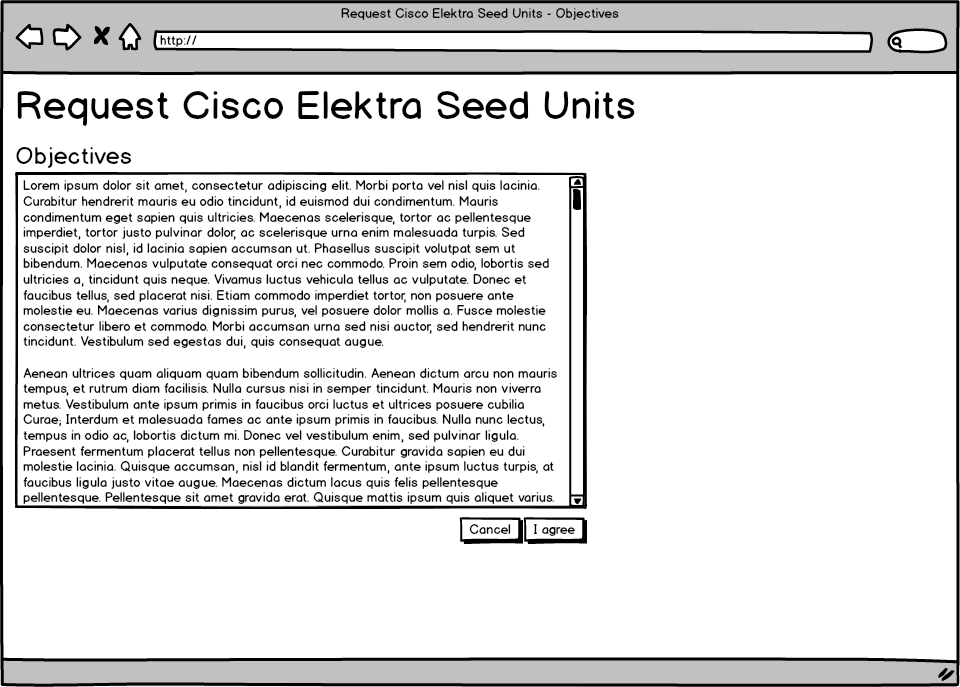 Request Cisco Elektra Seed Units - Objectives
http://
Request Cisco Elektra Seed Units
Objectives
Lorem ipsum dolor sit amet, consectetur adipiscing elit. Morbi porta vel nisl quis lacinia.
Curabitur hendrerit mauris eu odio tincidunt, id euismod dui condimentum. Mauris
condimentum eget sapien quis ultricies. Maecenas scelerisque, tortor ac pellentesque
imperdiet, tortor justo pulvinar dolor, ac scelerisque urna enim malesuada turpis. Sed
suscipit dolor nisl, id lacinia sapien accumsan ut. Phasellus suscipit volutpat sem ut
bibendum. Maecenas vulputate consequat orci nec commodo. Proin sem odio, lobortis sed
ultricies a, tincidunt quis neque. Vivamus luctus vehicula tellus ac vulputate. Donec et
faucibus tellus, sed placerat nisi. Etiam commodo imperdiet tortor, non posuere ante
molestie eu. Maecenas varius dignissim purus, vel posuere dolor mollis a. Fusce molestie
consectetur libero et commodo. Morbi accumsan urna sed nisi auctor, sed hendrerit nunc
tincidunt. Vestibulum sed egestas dui, quis consequat augue.
Aenean ultrices quam aliquam quam bibendum sollicitudin. Aenean dictum arcu non mauris
tempus, et rutrum diam facilisis. Nulla cursus nisi in semper tincidunt. Mauris non viverra
metus. Vestibulum ante ipsum primis in faucibus orci luctus et ultrices posuere cubilia
Curae; Interdum et malesuada fames ac ante ipsum primis in faucibus. Nulla nunc lectus,
tempus in odio ac, lobortis dictum mi. Donec vel vestibulum enim, sed pulvinar ligula.
Praesent fermentum placerat tellus non pellentesque. Curabitur gravida sapien eu dui
molestie lacinia. Quisque accumsan, nisl id blandit fermentum, ante ipsum luctus turpis, at
faucibus ligula justo vitae augue. Maecenas dictum lacus quis felis pellentesque
pellentesque. Pellentesque sit amet gravida erat. Quisque mattis ipsum quis aliquet varius.
Cancel I agree